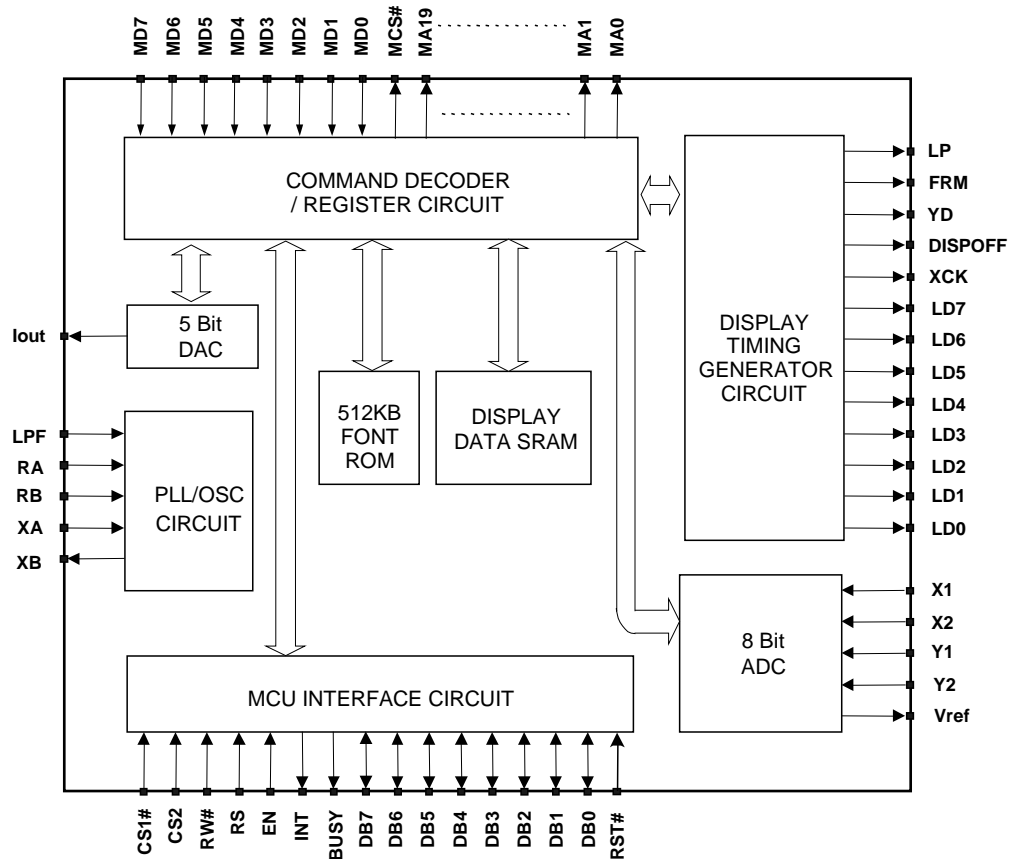 MD7
MD6
MD5
MD4
MD3
MD2
MD1
MD0
MCS#
MA19
MA1
MA0
COMMAND DECODER
/ REGISTER CIRCUIT
5 Bit
DAC
512KB
FONT
ROM
DISPLAY
DATA SRAM
DISPLAY
TIMING
GENERATOR
CIRCUIT
PLL/OSC
CIRCUIT
8 Bit
ADC
MCU INTERFACE CIRCUIT
Iout
LPF
RA
RB
XA
XB
LP
FRM
YD
DISPOFF
XCK
LD7
LD6
LD5
LD4
LD3
LD2
LD1
LD0
X1
X2
Y1
Y2
Vref
CS1#
CS2
RW#
RS
EN
INT
BUSY
DB7
DB6
DB5
DB4
DB3
DB2
DB1
DB0
RST#